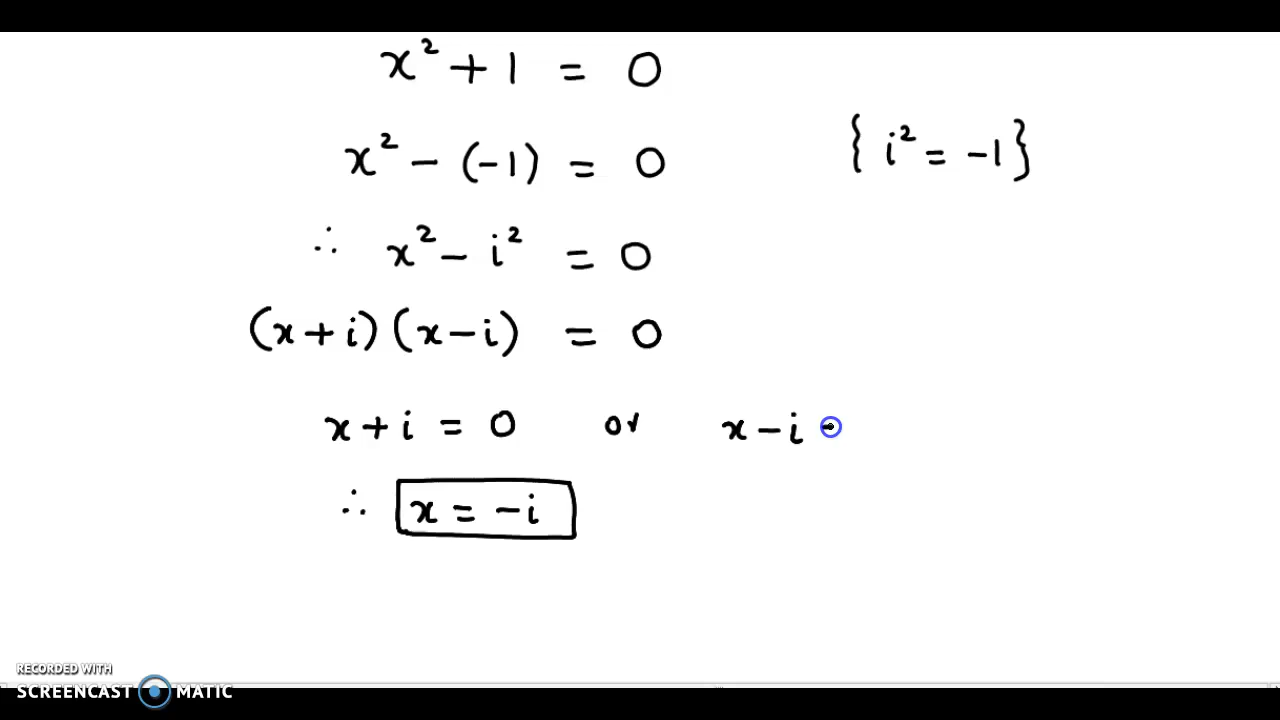 x² + 1 = 0
x² - (-1) = 0 { i² = -1 }
∴ x² - i² = 0
(x + i) (x - i) = 0
x + i = 0 or x - i -
∴ x = -i
RECORDED WITH
SCREENCAST MATIC